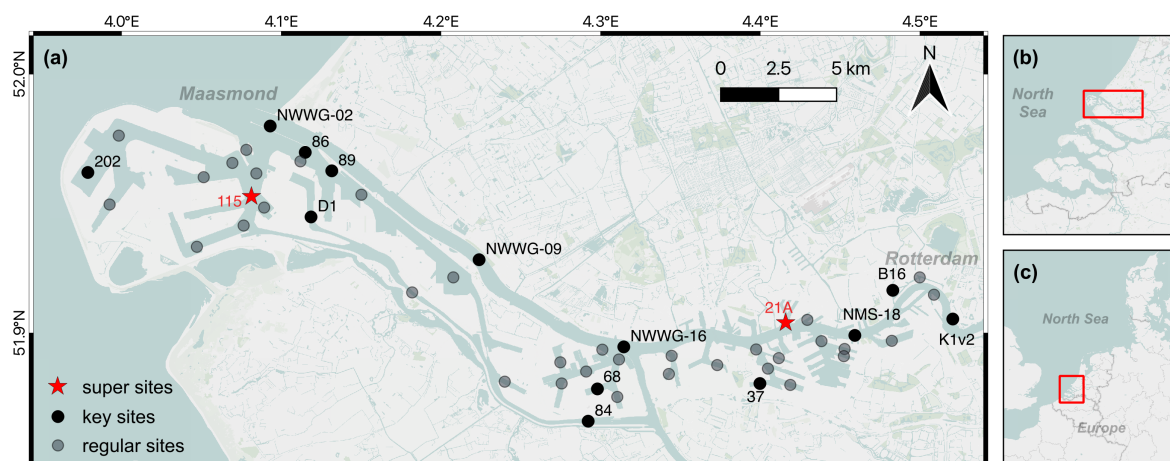 4.0°E 4.1°E 4.2°E 4.3°E 4.4°E 4.5°E
52.0°N
51.9°N
(a)
Maasmond
NWWG-02
86
89
202
115
D1
0 2.5 5 km
N
NWWG-09
Rotterdam
B16
21A
NMS-18
NWWG-16
K1v2
68
37
84
super sites
key sites
regular sites
(b)
North
Sea
(c)
North Sea
Europe